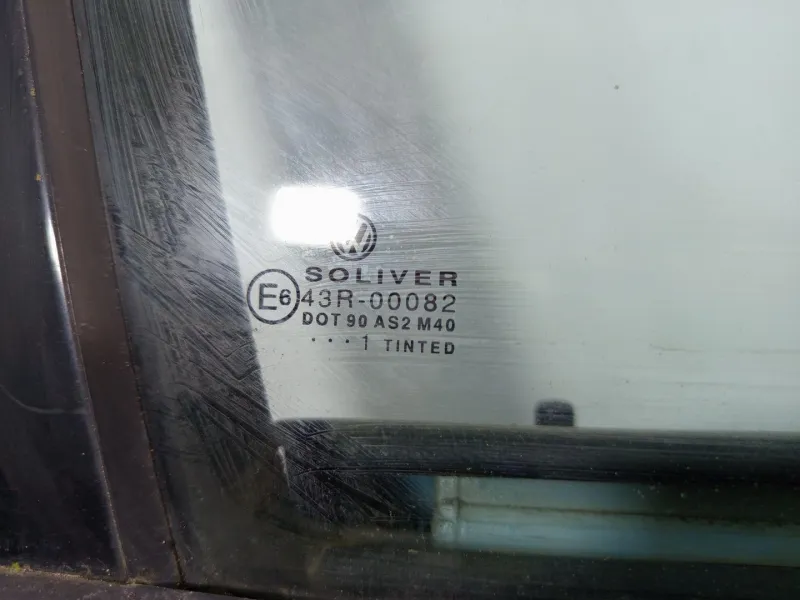 SOLIVER
E6 43R-00082
DOT 90 AS2 M40
...1 TINTED